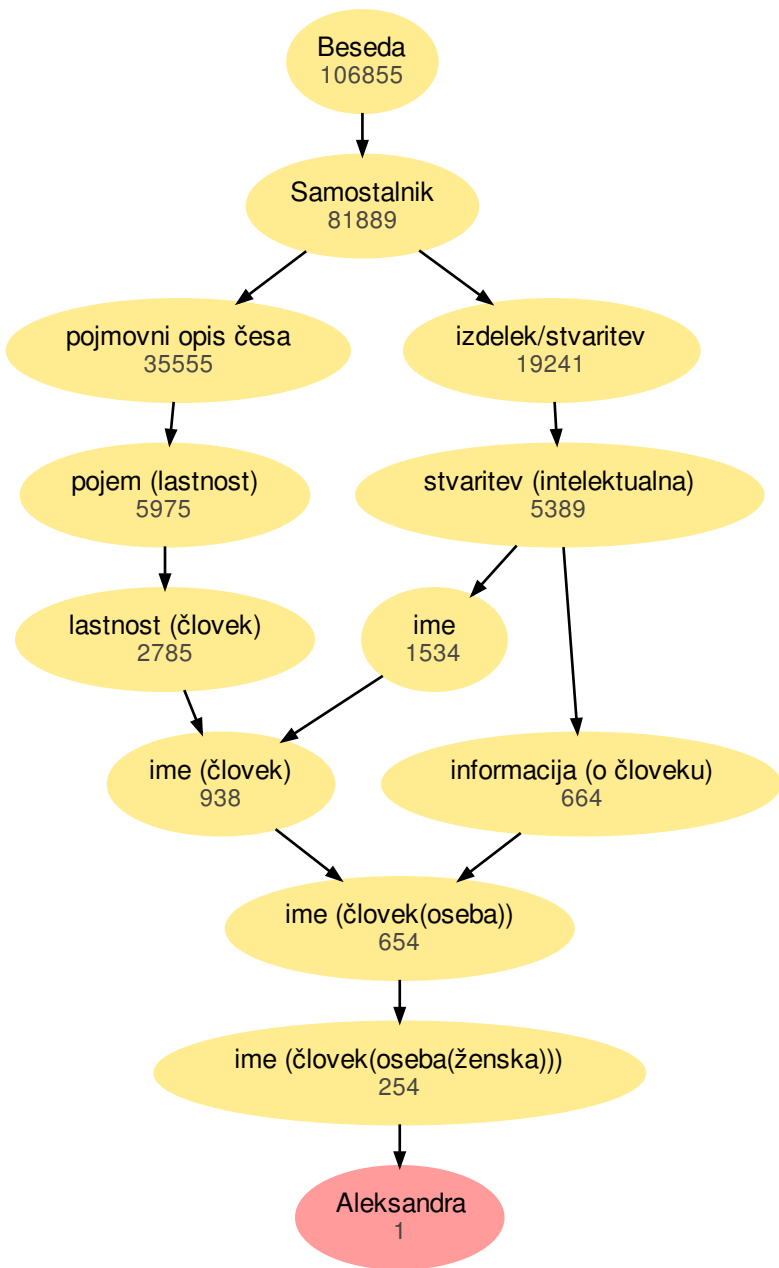 Beseda
106855
Samostalnik
81889
pojmovni opis česa
35555
izdelek/stvaritev
19241
pojem (lastnost)
5975
stvaritev (intelektualna)
5389
lastnost (človek)
2785
ime
1534
ime (človek)
938
informacija (o človeku)
664
ime (človek(oseba))
654
ime (človek(oseba(ženska)))
254
Aleksandra
1